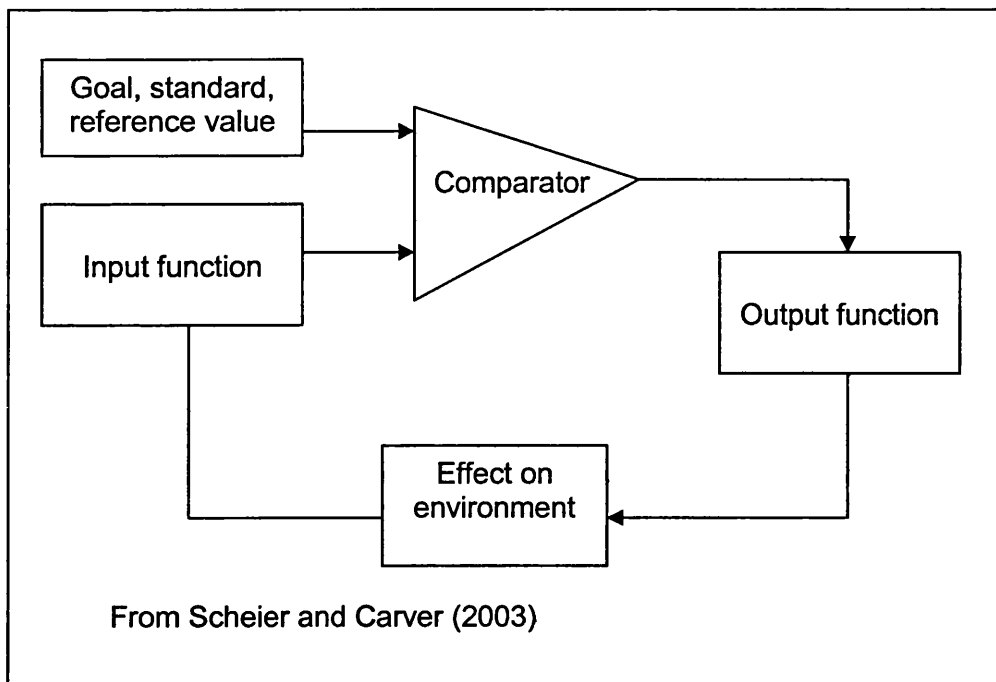 Goal, standard,
reference value
Comparator
Input function
Output function
Effect on
environment
From Scheier and Carver (2003)